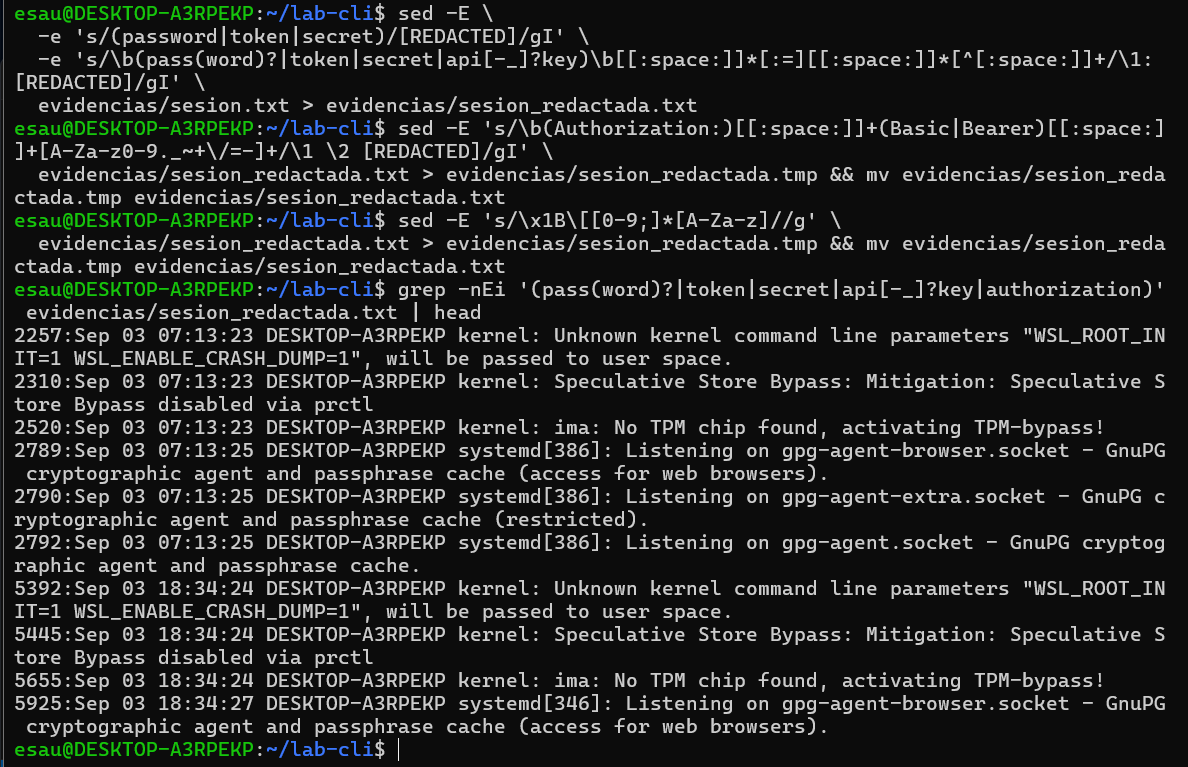 esau@DESKTOP-A3RPEKP:~/lab-cli$ sed -E \
  -e 's/(password|token|secret)/[REDACTED]/gI' \
  -e 's/\b(pass(word)?|token|secret|api[-_]?key)\b[[:space:]]*[:=][[:space:]]*[^[:space:]]+/\1:
[REDACTED]/gI' \
  evidencias/sesion.txt > evidencias/sesion_redactada.txt
esau@DESKTOP-A3RPEKP:~/lab-cli$ sed -E 's/\b(Authorization:)[[:space:]]+(Basic|Bearer)[[:space:]
]+[A-Za-z0-9._~+\/=-]+/\1 \2 [REDACTED]/gI' \
  evidencias/sesion_redactada.txt > evidencias/sesion_redactada.tmp && mv evidencias/sesion_reda
ctada.tmp evidencias/sesion_redactada.txt
esau@DESKTOP-A3RPEKP:~/lab-cli$ sed -E 's/\x1B\[[0-9;]*[A-Za-z]//g' \
  evidencias/sesion_redactada.txt > evidencias/sesion_redactada.tmp && mv evidencias/sesion_reda
ctada.tmp evidencias/sesion_redactada.txt
esau@DESKTOP-A3RPEKP:~/lab-cli$ grep -nEi '(pass(word)?|token|secret|api[-_]?key|authorization)'
 evidencias/sesion_redactada.txt | head
2257:Sep 03 07:13:23 DESKTOP-A3RPEKP kernel: Unknown kernel command line parameters "WSL_ROOT_IN
IT=1 WSL_ENABLE_CRASH_DUMP=1", will be passed to user space.
2310:Sep 03 07:13:23 DESKTOP-A3RPEKP kernel: Speculative Store Bypass: Mitigation: Speculative S
tore Bypass disabled via prctl
2520:Sep 03 07:13:23 DESKTOP-A3RPEKP kernel: ima: No TPM chip found, activating TPM-bypass!
2789:Sep 03 07:13:25 DESKTOP-A3RPEKP systemd[386]: Listening on gpg-agent-browser.socket - GnuPG
 cryptographic agent and passphrase cache (access for web browsers).
2790:Sep 03 07:13:25 DESKTOP-A3RPEKP systemd[386]: Listening on gpg-agent-extra.socket - GnuPG c
ryptographic agent and passphrase cache (restricted).
2792:Sep 03 07:13:25 DESKTOP-A3RPEKP systemd[386]: Listening on gpg-agent.socket - GnuPG cryptog
raphic agent and passphrase cache.
5392:Sep 03 18:34:24 DESKTOP-A3RPEKP kernel: Unknown kernel command line parameters "WSL_ROOT_IN
IT=1 WSL_ENABLE_CRASH_DUMP=1", will be passed to user space.
5445:Sep 03 18:34:24 DESKTOP-A3RPEKP kernel: Speculative Store Bypass: Mitigation: Speculative S
tore Bypass disabled via prctl
5655:Sep 03 18:34:24 DESKTOP-A3RPEKP kernel: ima: No TPM chip found, activating TPM-bypass!
5925:Sep 03 18:34:27 DESKTOP-A3RPEKP systemd[346]: Listening on gpg-agent-browser.socket - GnuPG
 cryptographic agent and passphrase cache (access for web browsers).
esau@DESKTOP-A3RPEKP:~/lab-cli$